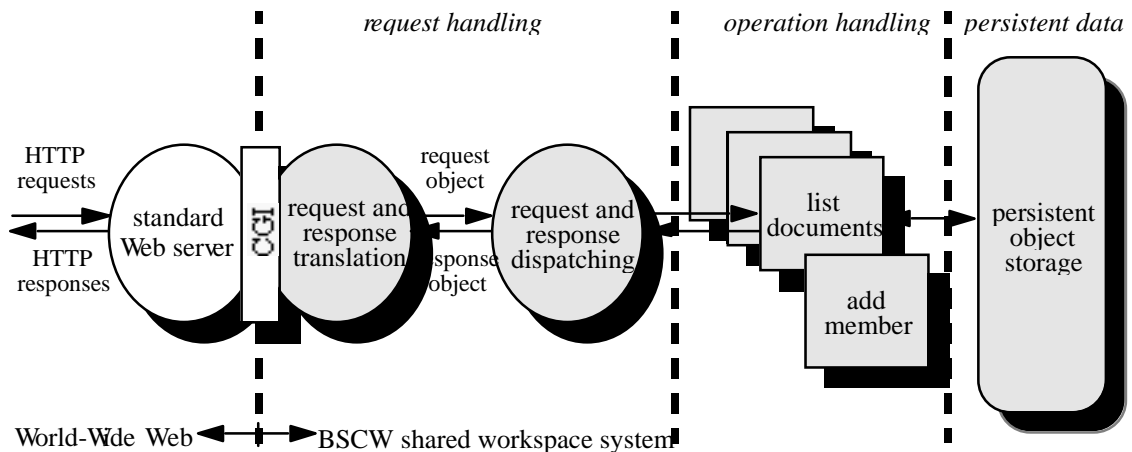 request handling
operation handling
persistent data
HTTP
requests
HTTP
responses
standard
Web server
CGI
request and
response
translation
request
object
response
object
request and
response
dispatching
list
documents
add
member
persistent
object
storage
World-Wide Web
BSCW shared workspace system